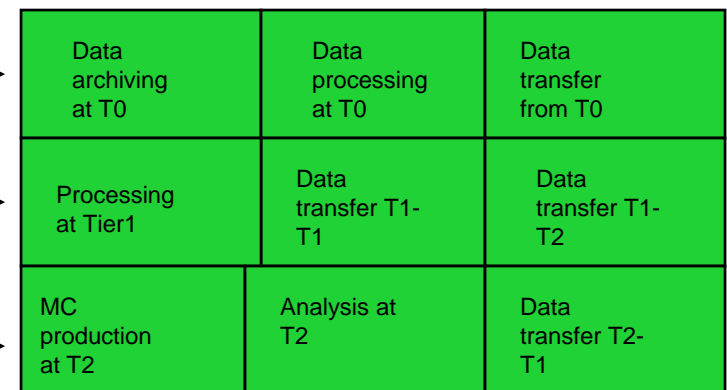 Data
archiving
at T0
Data
processing
at T0
Data
transfer
from T0
Processing
at Tier1
Data
transfer T1-
T1
Data
transfer T1-
T2
MC
production
at T2
Analysis at
T2
Data
transfer T2-
T1